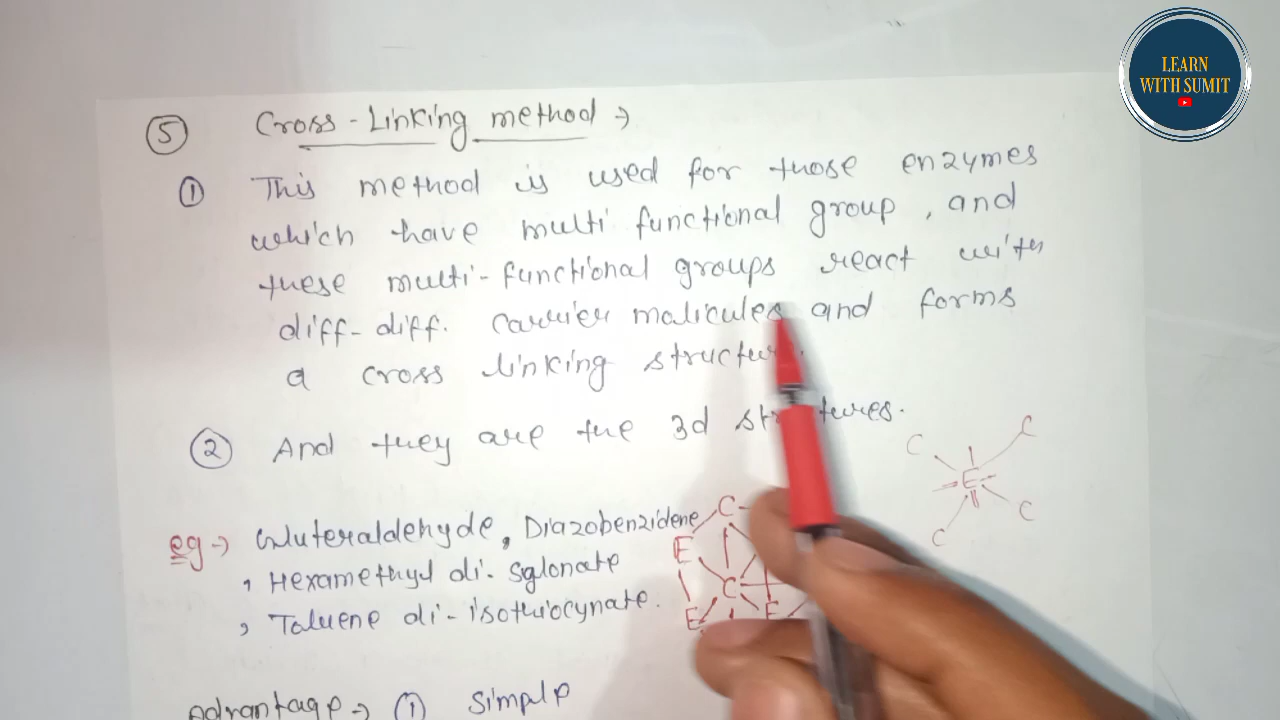 LEARN
WITH SUMIT
⑤ Cross-Linking method →
① This method is used for those enzymes
which have multi functional group, and
these multi-functional groups react with
diff-diff. carrier malicules and forms
a cross linking structure.
② And they are the 3d structures.
eg → Gluteraldehyde, Diazobenzidene
, Hexamethyl di-
, Toluene di-isothiocynate.
C C C C E
C E C E E
Advantage → ① Simple